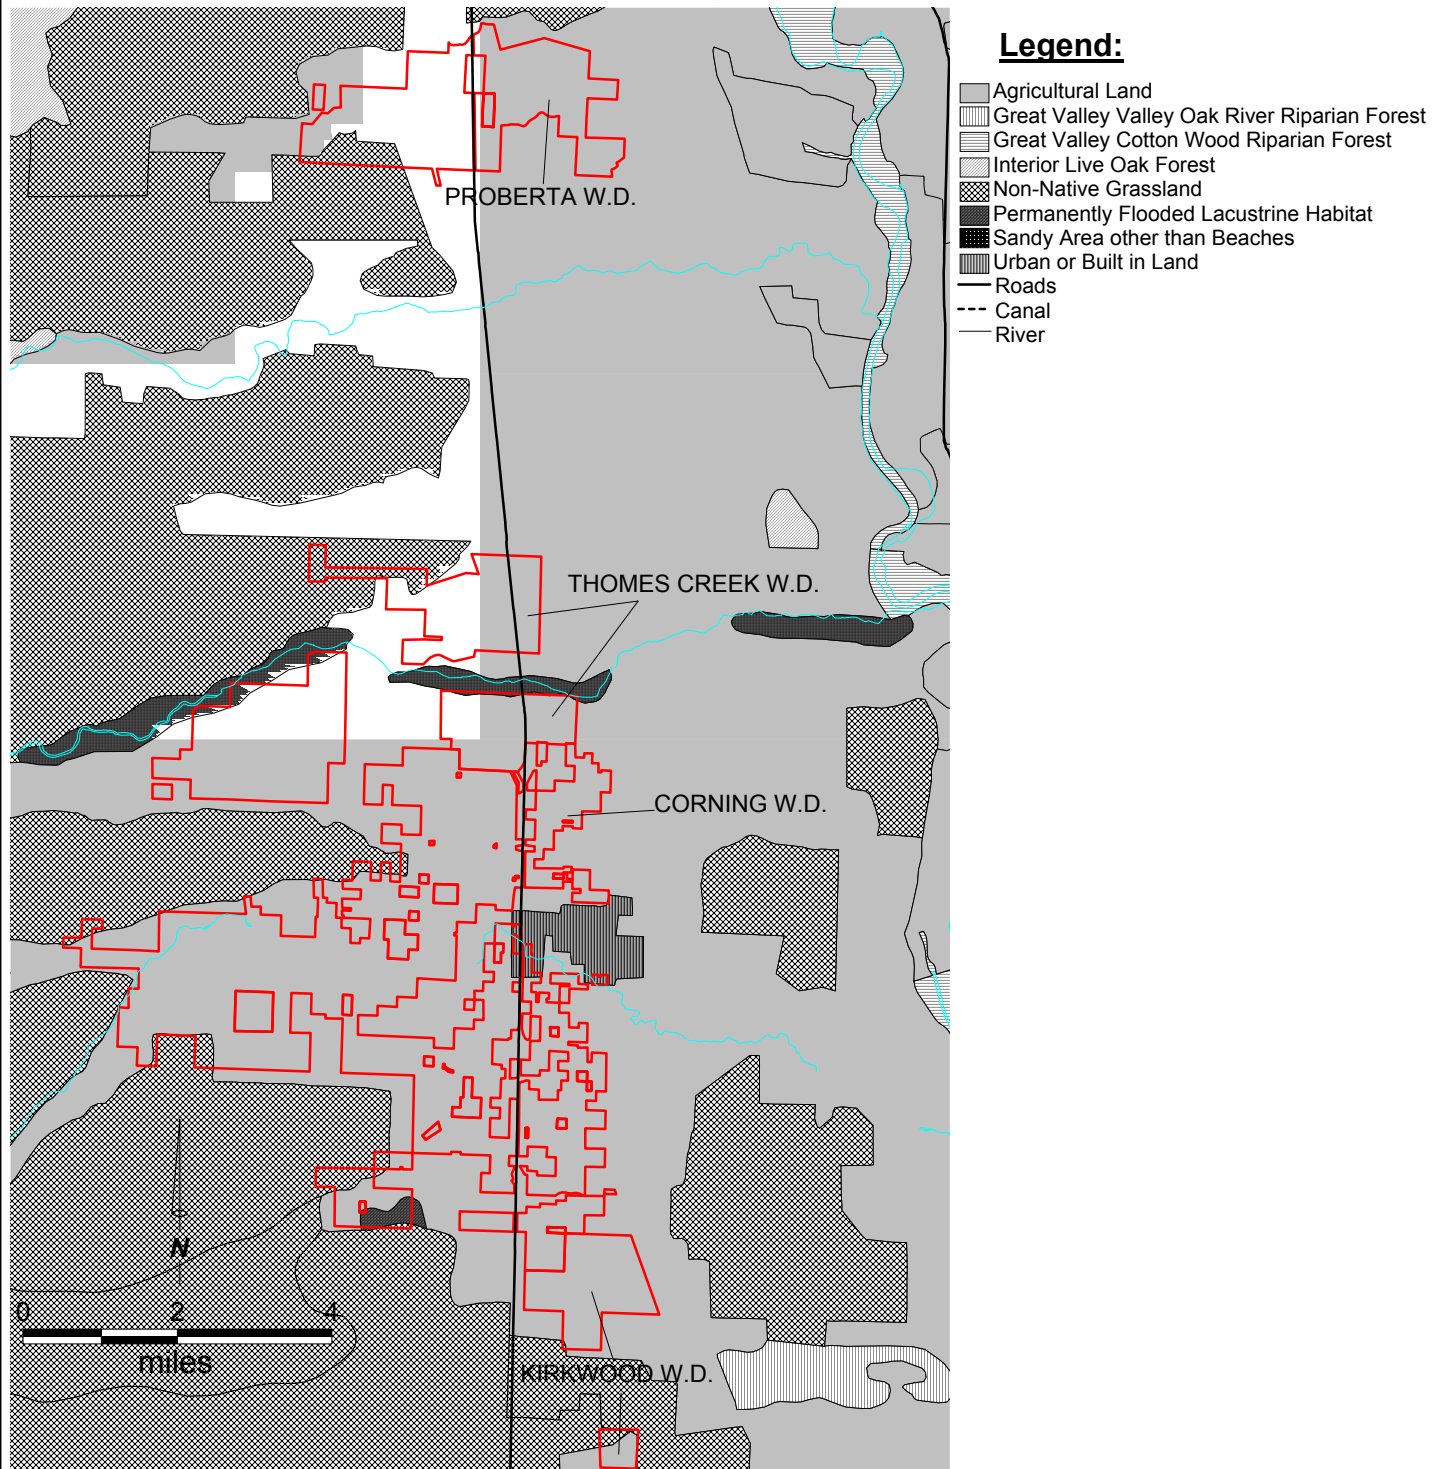 Legend:
Agricultural Land
Great Valley Valley Oak River Riparian Forest
Great Valley Cotton Wood Riparian Forest
Interior Live Oak Forest
Non-Native Grassland
Permanently Flooded Lacustrine Habitat
Sandy Area other than Beaches
Urban or Built in Land
Roads
Canal
River
PROBERTA W.D.
THOMES CREEK W.D.
CORNING W.D.
N
0 2 4
miles
KIRKWOOD W.D.